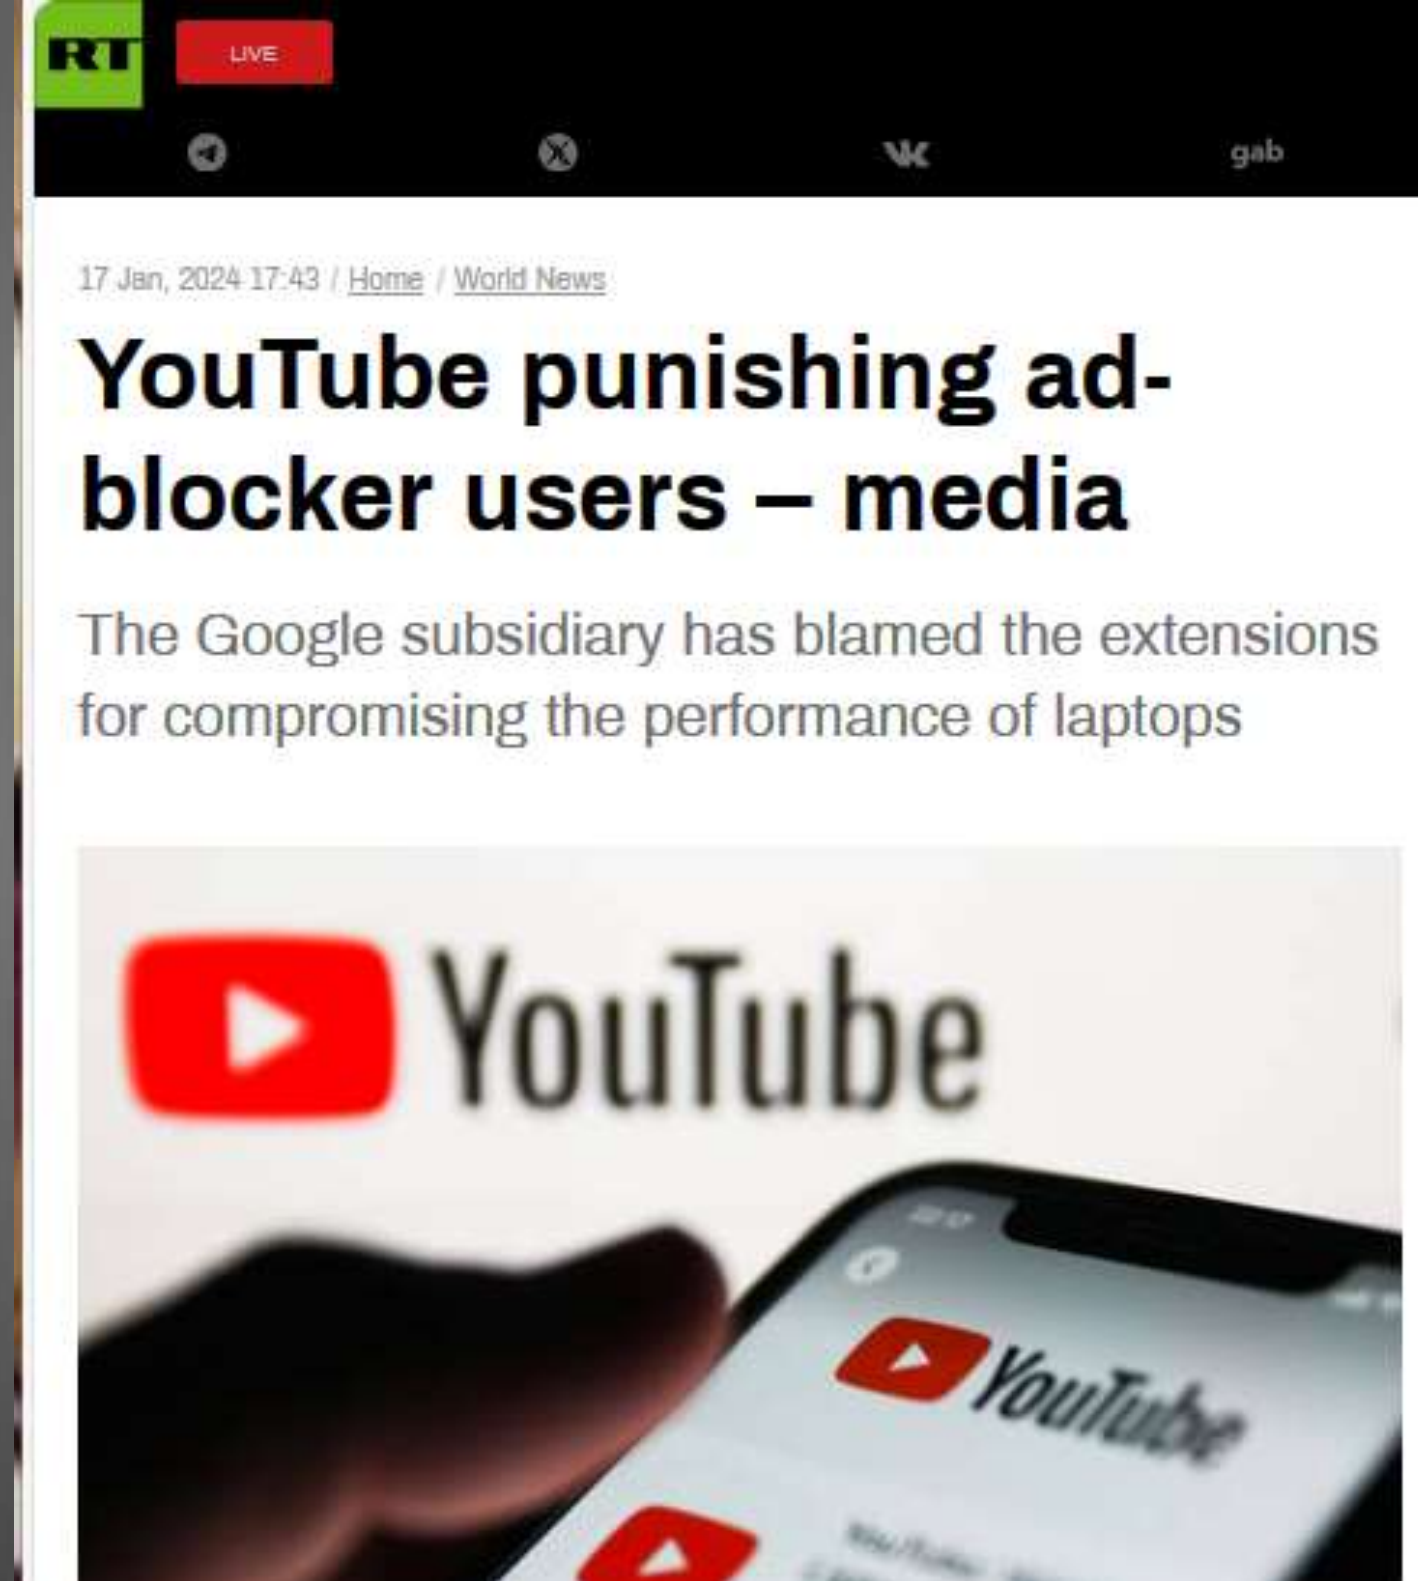 RT
LIVE
gab
17 Jan, 2024 17:43 / Home / World News
YouTube punishing ad-
blocker users – media
The Google subsidiary has blamed the extensions
for compromising the performance of laptops
YouTube
YouTube
YouTube